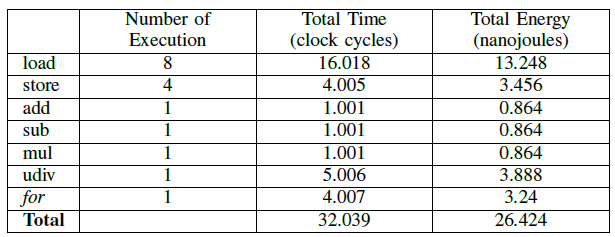 Number of Total Time Total Energy
Execution (clock cycles) (nanojoules)
load 8 16.018 13.248
store 4 4.005 3.456
add 1 1.001 0.864
sub 1 1.001 0.864
mul 1 1.001 0.864
udiv 1 5.006 3.888
for 1 4.007 3.24
Total 32.039 26.424